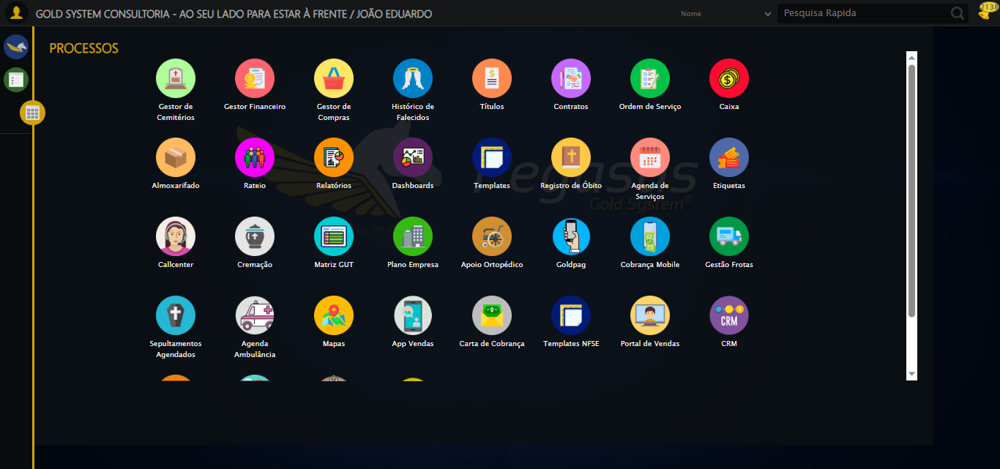 GOLD SYSTEM CONSULTORIA - AO SEU LADO PARA ESTAR À FRENTE / JOÃO EDUARDO
Nome
Pesquisa Rapida
2138
PROCESSOS
Gestor de
Cemitérios
Gestor Financeiro
Gestor de
Compras
Histórico de
Falecidos
Títulos
Contratos
Ordem de Serviço
Caixa
Almoxarifado
Rateio
Relatórios
Dashboards
Templates
Registro de Óbito
Agenda de
Serviços
Etiquetas
Pegasus
Gold System®
Callcenter
Cremação
Matriz GUT
Plano Empresa
Apoio Ortopédico
Goldpag
Cobrança Mobile
Gestão Frotas
Sepultamentos
Agendados
Agenda
Ambulância
Mapas
App Vendas
Carta de Cobrança
Templates NFSE
Portal de Vendas
CRM
CRM